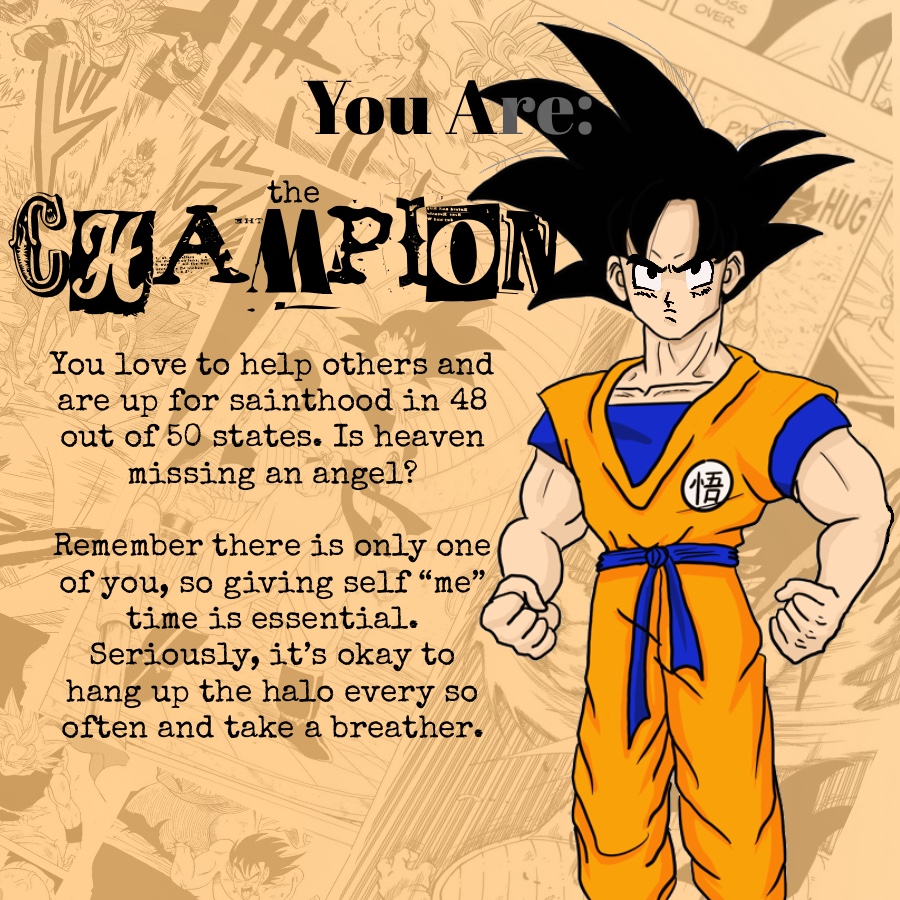 You Are:
the
CHAMPION
You love to help others and
are up for sainthood in 48
out of 50 states. Is heaven
missing an angel?
Remember there is only one
of you, so giving self “me”
time is essential.
Seriously, it’s okay to
hang up the halo every so
often and take a breather.
悟
OVER